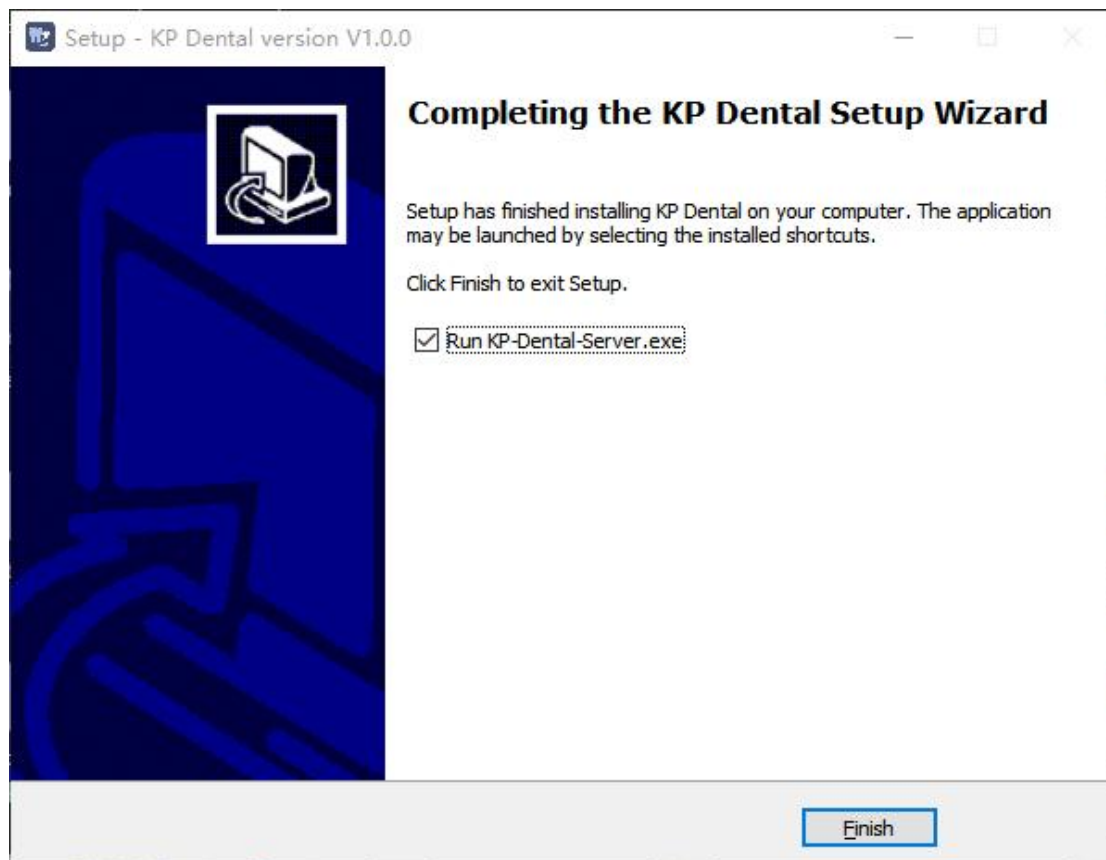 Setup - KP Dental version V1.0.0
Completing the KP Dental Setup Wizard
Setup has finished installing KP Dental on your computer. The application
may be launched by selecting the installed shortcuts.
Click Finish to exit Setup.
Run KP-Dental-Server.exe
Finish